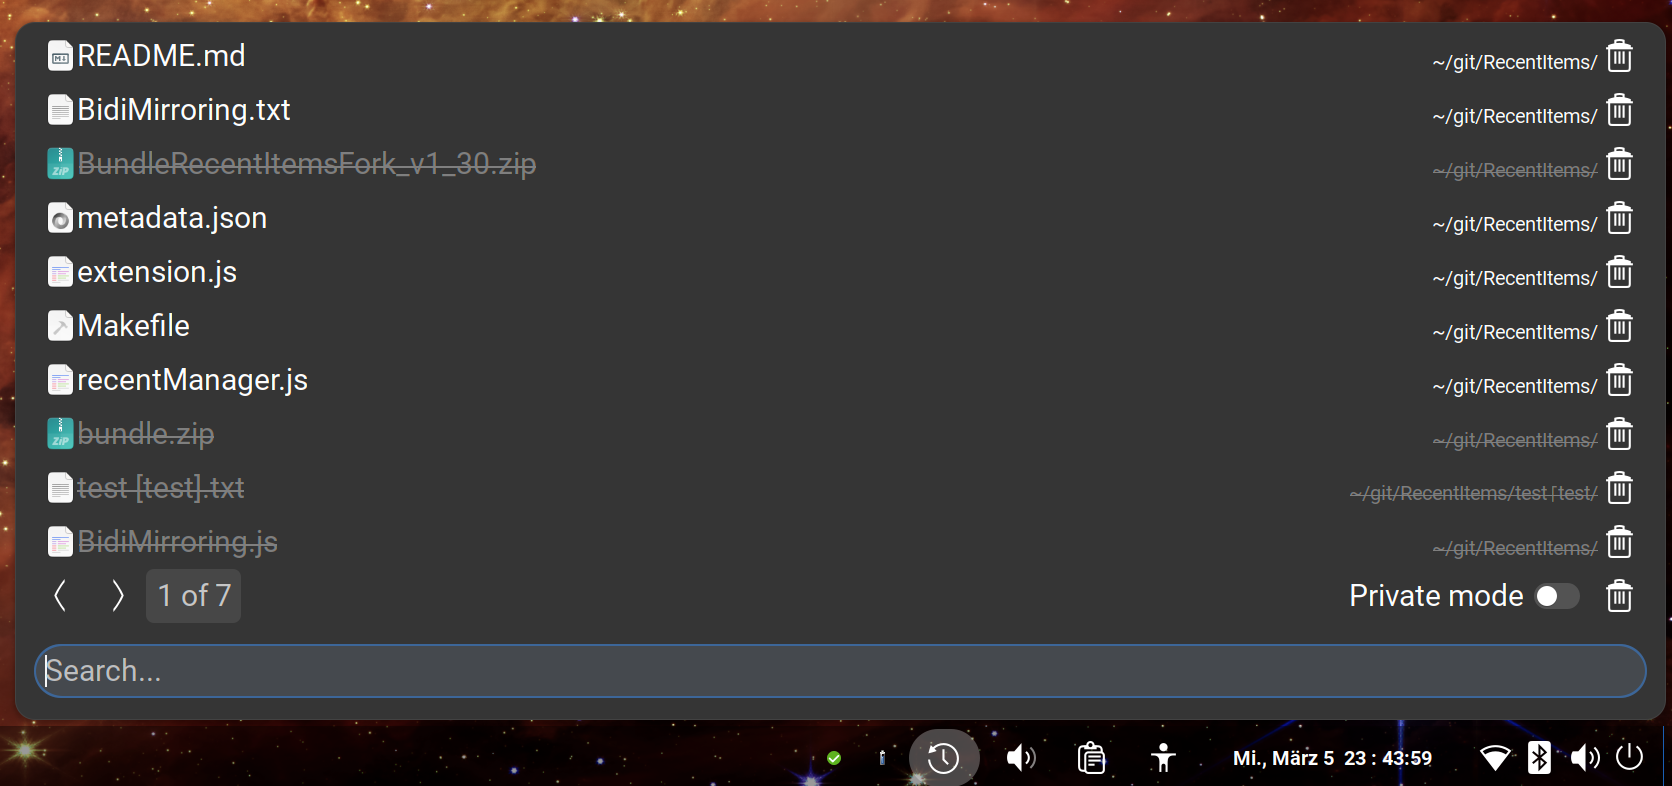 README.md ~/git/RecentItems/
BidiMirroring.txt ~/git/RecentItems/
ZIP BundleRecentItemsFork_v1_30.zip ~/git/RecentItems/
metadata.json ~/git/RecentItems/
extension.js ~/git/RecentItems/
Makefile ~/git/RecentItems/
recentManager.js ~/git/RecentItems/
ZIP bundle.zip ~/git/RecentItems/
test [test].txt ~/git/RecentItems/test [test/
BidiMirroring.js ~/git/RecentItems/
1 of 7 Private mode
Search...
Mi., März 5 23 : 43:59